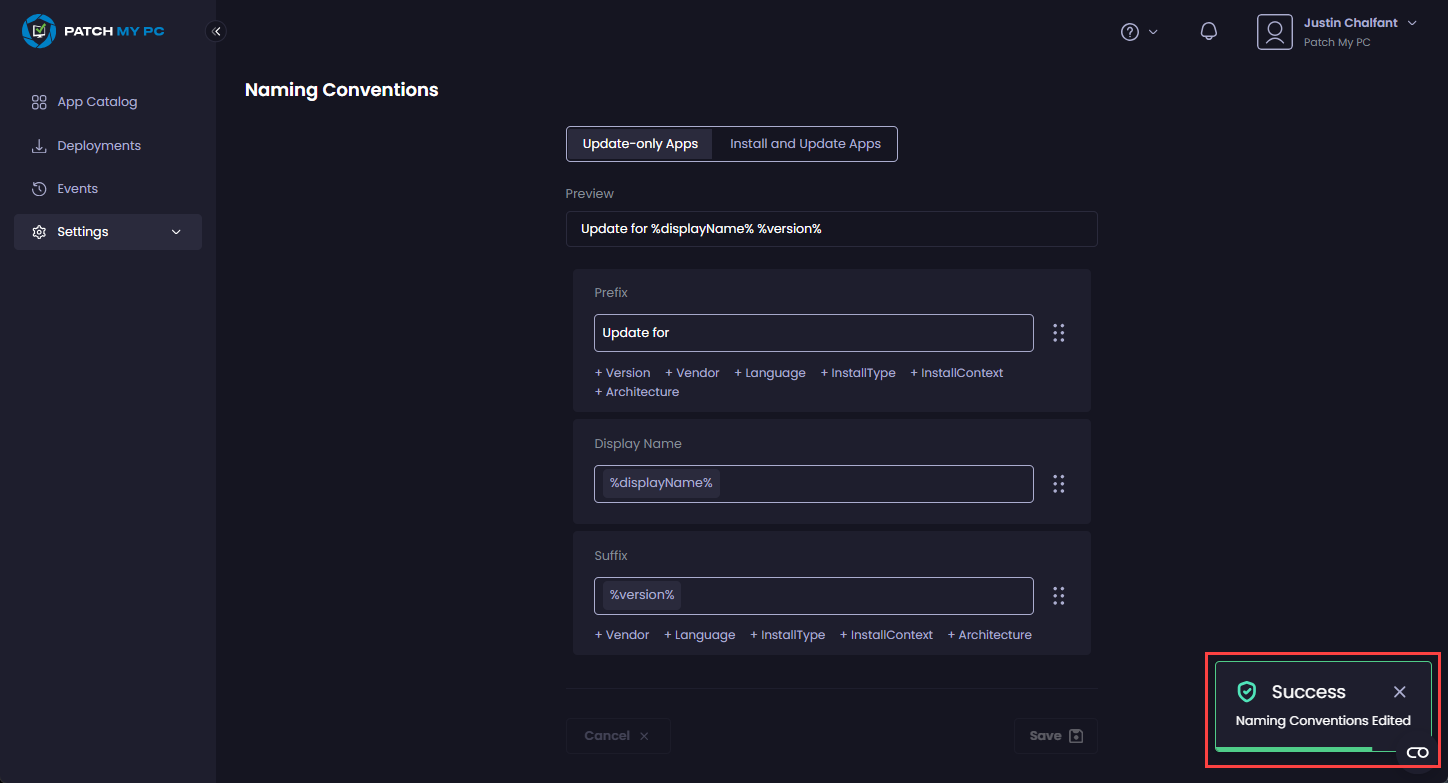 PATCH MY PC
Justin Chalfant
Patch My PC
App Catalog
Deployments
Events
Settings
Naming Conventions
Update-only Apps
Install and Update Apps
Preview
Update for %displayName% %version%
Prefix
Update for
+ Version + Vendor + Language + InstallType + InstallContext
+ Architecture
Display Name
%displayName%
Suffix
%version%
+ Vendor + Language + InstallType + InstallContext + Architecture
Cancel
Save
Success
Naming Conventions Edited